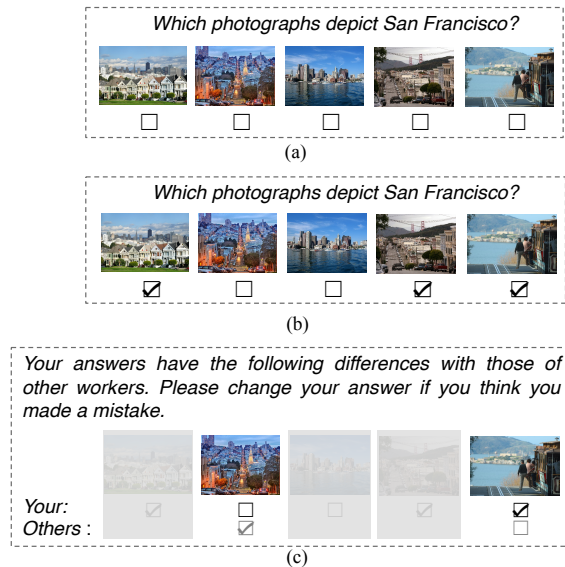 Which photographs depict San Francisco?
(a)
Which photographs depict San Francisco?
(b)
Your answers have the following differences with those of
other workers. Please change your answer if you think you
made a mistake.
Your:
Others :
(c)